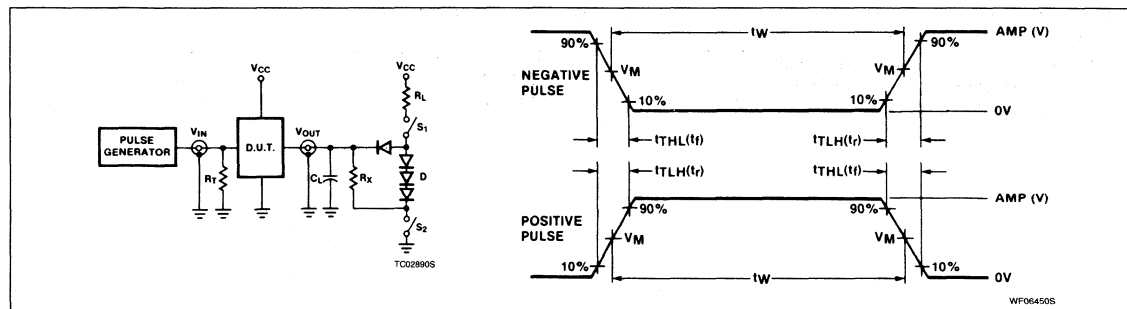 VCC
RL
VCC
S1
VIN
VOUT
PULSE
GENERATOR
D.U.T.
RT
CL
RX
D
S2
TC02890S
tW
AMP (V)
90%
90%
NEGATIVE
PULSE
VM
VM
10%
10%
0V
tTHL(tf)
tTLH(tr)
tTLH(tr)
tTHL(tf)
AMP (V)
90%
90%
POSITIVE
PULSE
VM
VM
10%
10%
tW
0V
WF06450S